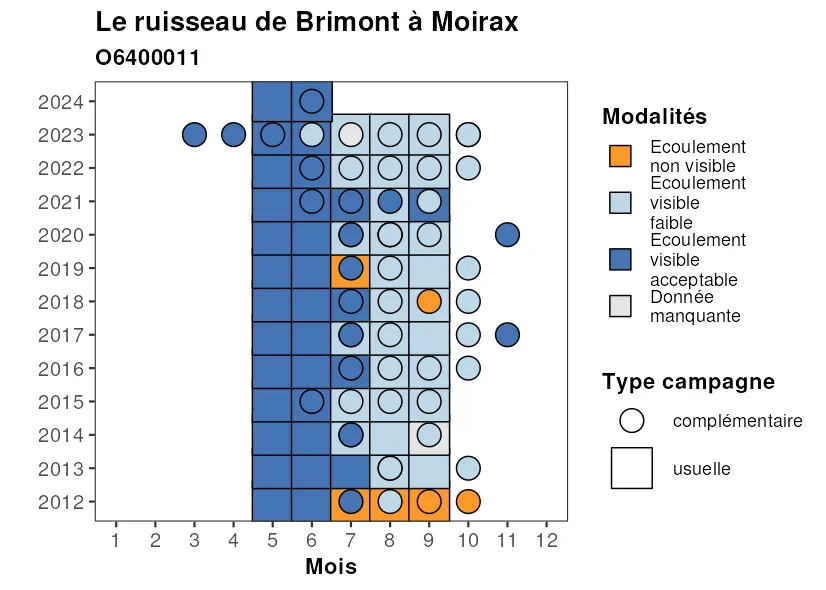 Le ruisseau de Brimont à Moirax
O6400011
2024
2023
2022
2021
2020
2019
2018
2017
2016
2015
2014
2013
2012
1 2 3 4 5 6 7 8 9 10 11 12
Mois
Modalités
Ecoulement
non visible
Ecoulement
visible
faible
Ecoulement
visible
acceptable
Donnée
manquante
Type campagne
complémentaire
usuelle